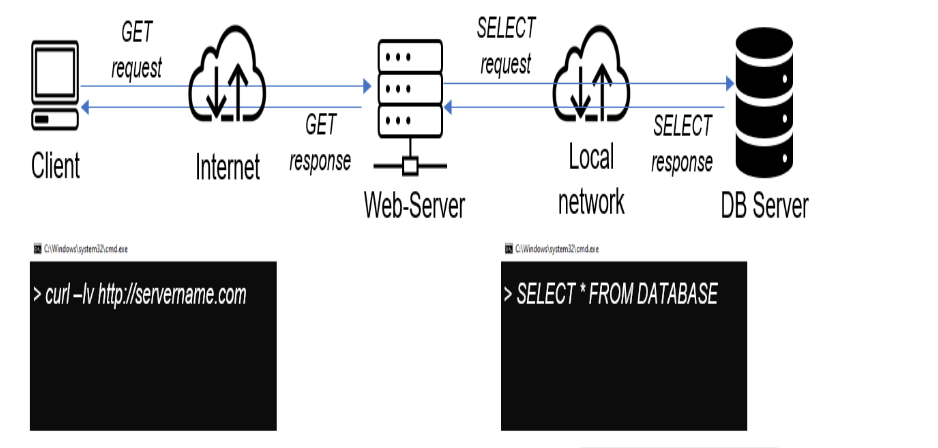 GET
request
SELECT
request
GET
response
SELECT
response
Client
Internet
Web-Server
Local
network
DB Server
C:\Windows\system32\cmd.exe
> curl –Iv http://servername.com
C:\Windows\system32\cmd.exe
> SELECT * FROM DATABASE